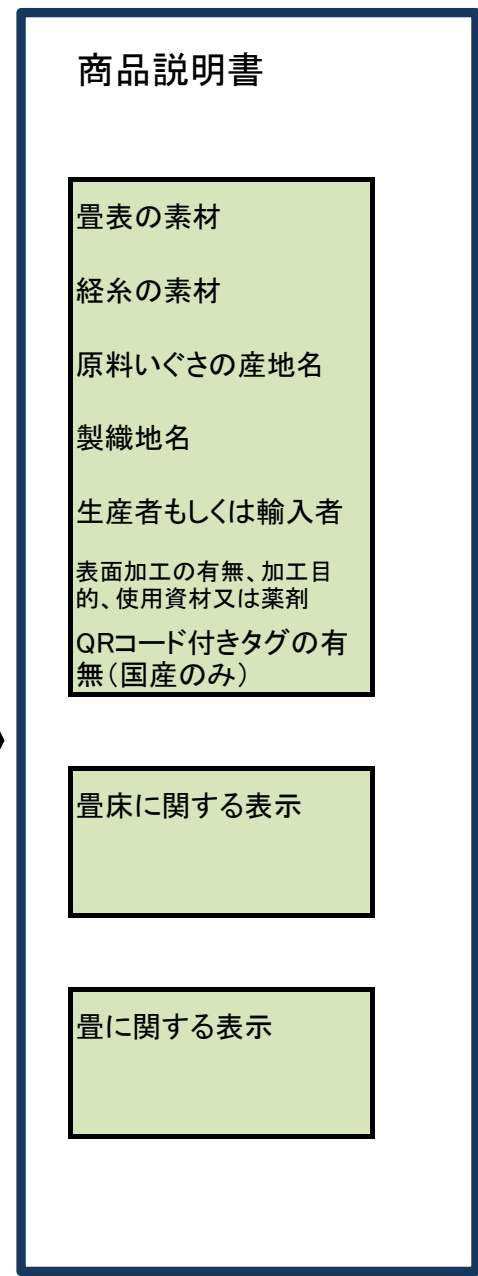 商品説明書
畳表の素材
経糸の素材
原料いぐさの産地名
製織地名
生産者もしくは輸入者
表面加工の有無、加工目
的、使用資材又は薬剤
QRコード付きタグの有
無(国産のみ)
畳床に関する表示
畳に関する表示